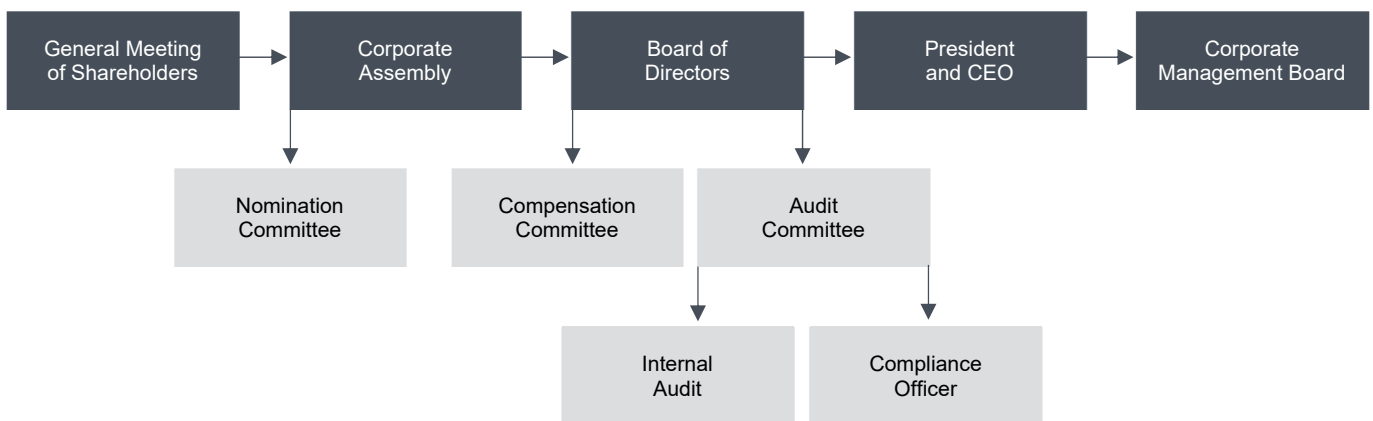 General Meeting
of Shareholders
Corporate
Assembly
Board of
Directors
President
and CEO
Corporate
Management Board
Nomination
Committee
Compensation
Committee
Audit
Committee
Internal
Audit
Compliance
Officer